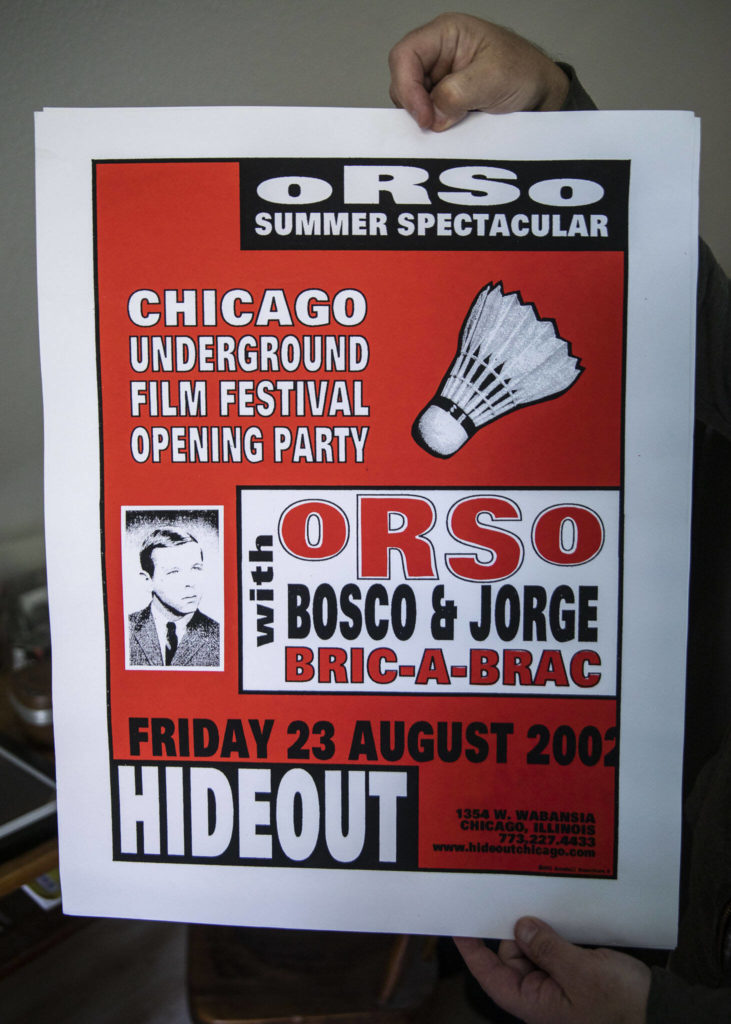 oRSo
SUMMER SPECTACULAR
CHICAGO
UNDERGROUND
FILM FESTIVAL
OPENING PARTY
with
oRSo
BOSCO & JORGE
BRIC-A-BRAC
FRIDAY 23 AUGUST 2002
HIDEOUT
1354 W. WABANSIA
CHICAGO, ILLINOIS
773.227.4433
www.hideoutchicago.com